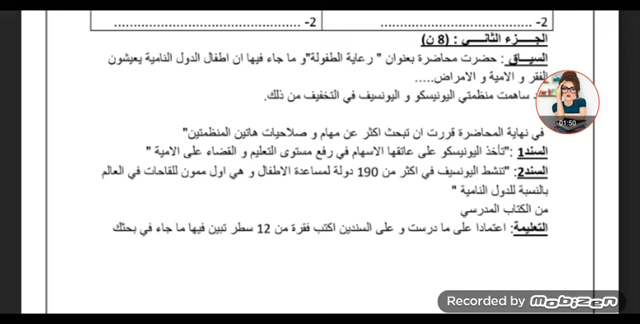 2- ......................................................
2- ......................................................
الجـــزء الثانـــي : (8 ن)
السيـــاق : حضرت محاضرة بعنوان " رعاية الطفولة"و ما جاء فيها ان اطفال الدول النامية يعيشون
الفقر و الامية و الامراض.....
ساهمت منظمتي اليونيسكو و اليونسيف في التخفيف من ذلك.
01:50
في نهاية المحاضرة قررت ان تبحث اكثر عن مهام و صلاحيات هاتين المنظمتين"
السند1 :"تأخذ اليونيسكو على عاتقها الاسهام في رفع مستوى التعليم و القضاء على الامية "
السند2: "تنشط اليونسيف في اكثر من 190 دولة لمساعدة الاطفال و هي اول ممون للقاحات في العالم
بالنسبة للدول النامية "
من الكتاب المدرسي
التعليمة: اعتمادا على ما درست و على السندين اكتب فقرة من 12 سطر تبين فيها ما جاء في بحثك
Recorded by Mobizen